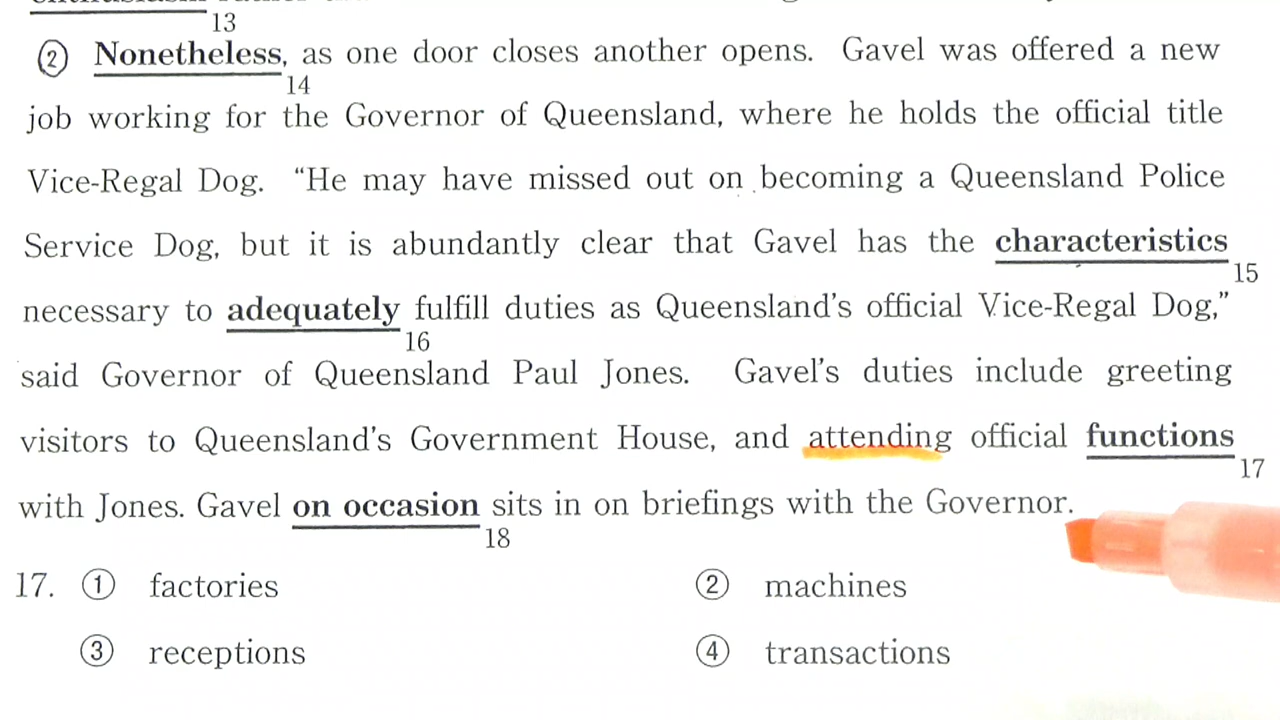 13
② Nonetheless, as one door closes another opens. Gavel was offered a new
14
job working for the Governor of Queensland, where he holds the official title
Vice-Regal Dog. “He may have missed out on becoming a Queensland Police
Service Dog, but it is abundantly clear that Gavel has the characteristics
15
necessary to adequately fulfill duties as Queensland’s official Vice-Regal Dog,”
16
said Governor of Queensland Paul Jones. Gavel’s duties include greeting
visitors to Queensland’s Government House, and attending official functions
17
with Jones. Gavel on occasion sits in on briefings with the Governor.
18
17. ① factories ② machines
③ receptions ④ transactions